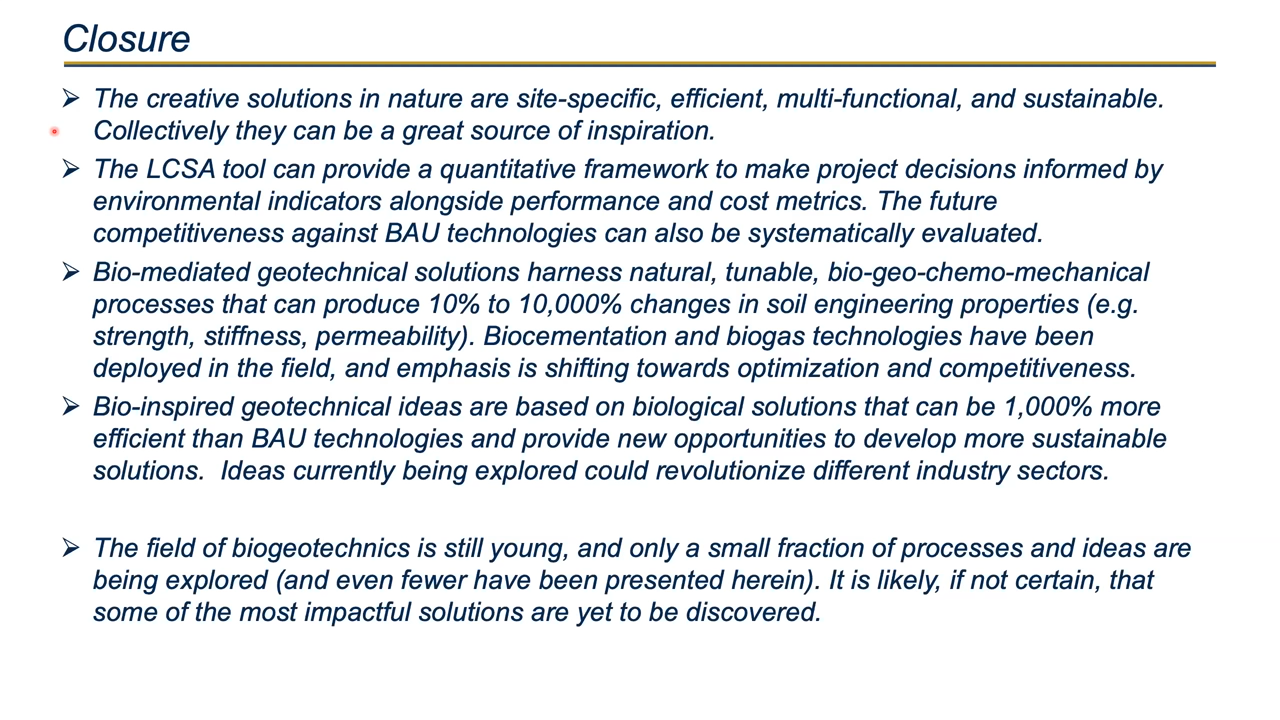 Closure
➢ The creative solutions in nature are site-specific, efficient, multi-functional, and sustainable.
Collectively they can be a great source of inspiration.
➢ The LCSA tool can provide a quantitative framework to make project decisions informed by
environmental indicators alongside performance and cost metrics. The future
competitiveness against BAU technologies can also be systematically evaluated.
➢ Bio-mediated geotechnical solutions harness natural, tunable, bio-geo-chemo-mechanical
processes that can produce 10% to 10,000% changes in soil engineering properties (e.g.
strength, stiffness, permeability). Biocementation and biogas technologies have been
deployed in the field, and emphasis is shifting towards optimization and competitiveness.
➢ Bio-inspired geotechnical ideas are based on biological solutions that can be 1,000% more
efficient than BAU technologies and provide new opportunities to develop more sustainable
solutions.  Ideas currently being explored could revolutionize different industry sectors.
➢ The field of biogeotechnics is still young, and only a small fraction of processes and ideas are
being explored (and even fewer have been presented herein). It is likely, if not certain, that
some of the most impactful solutions are yet to be discovered.